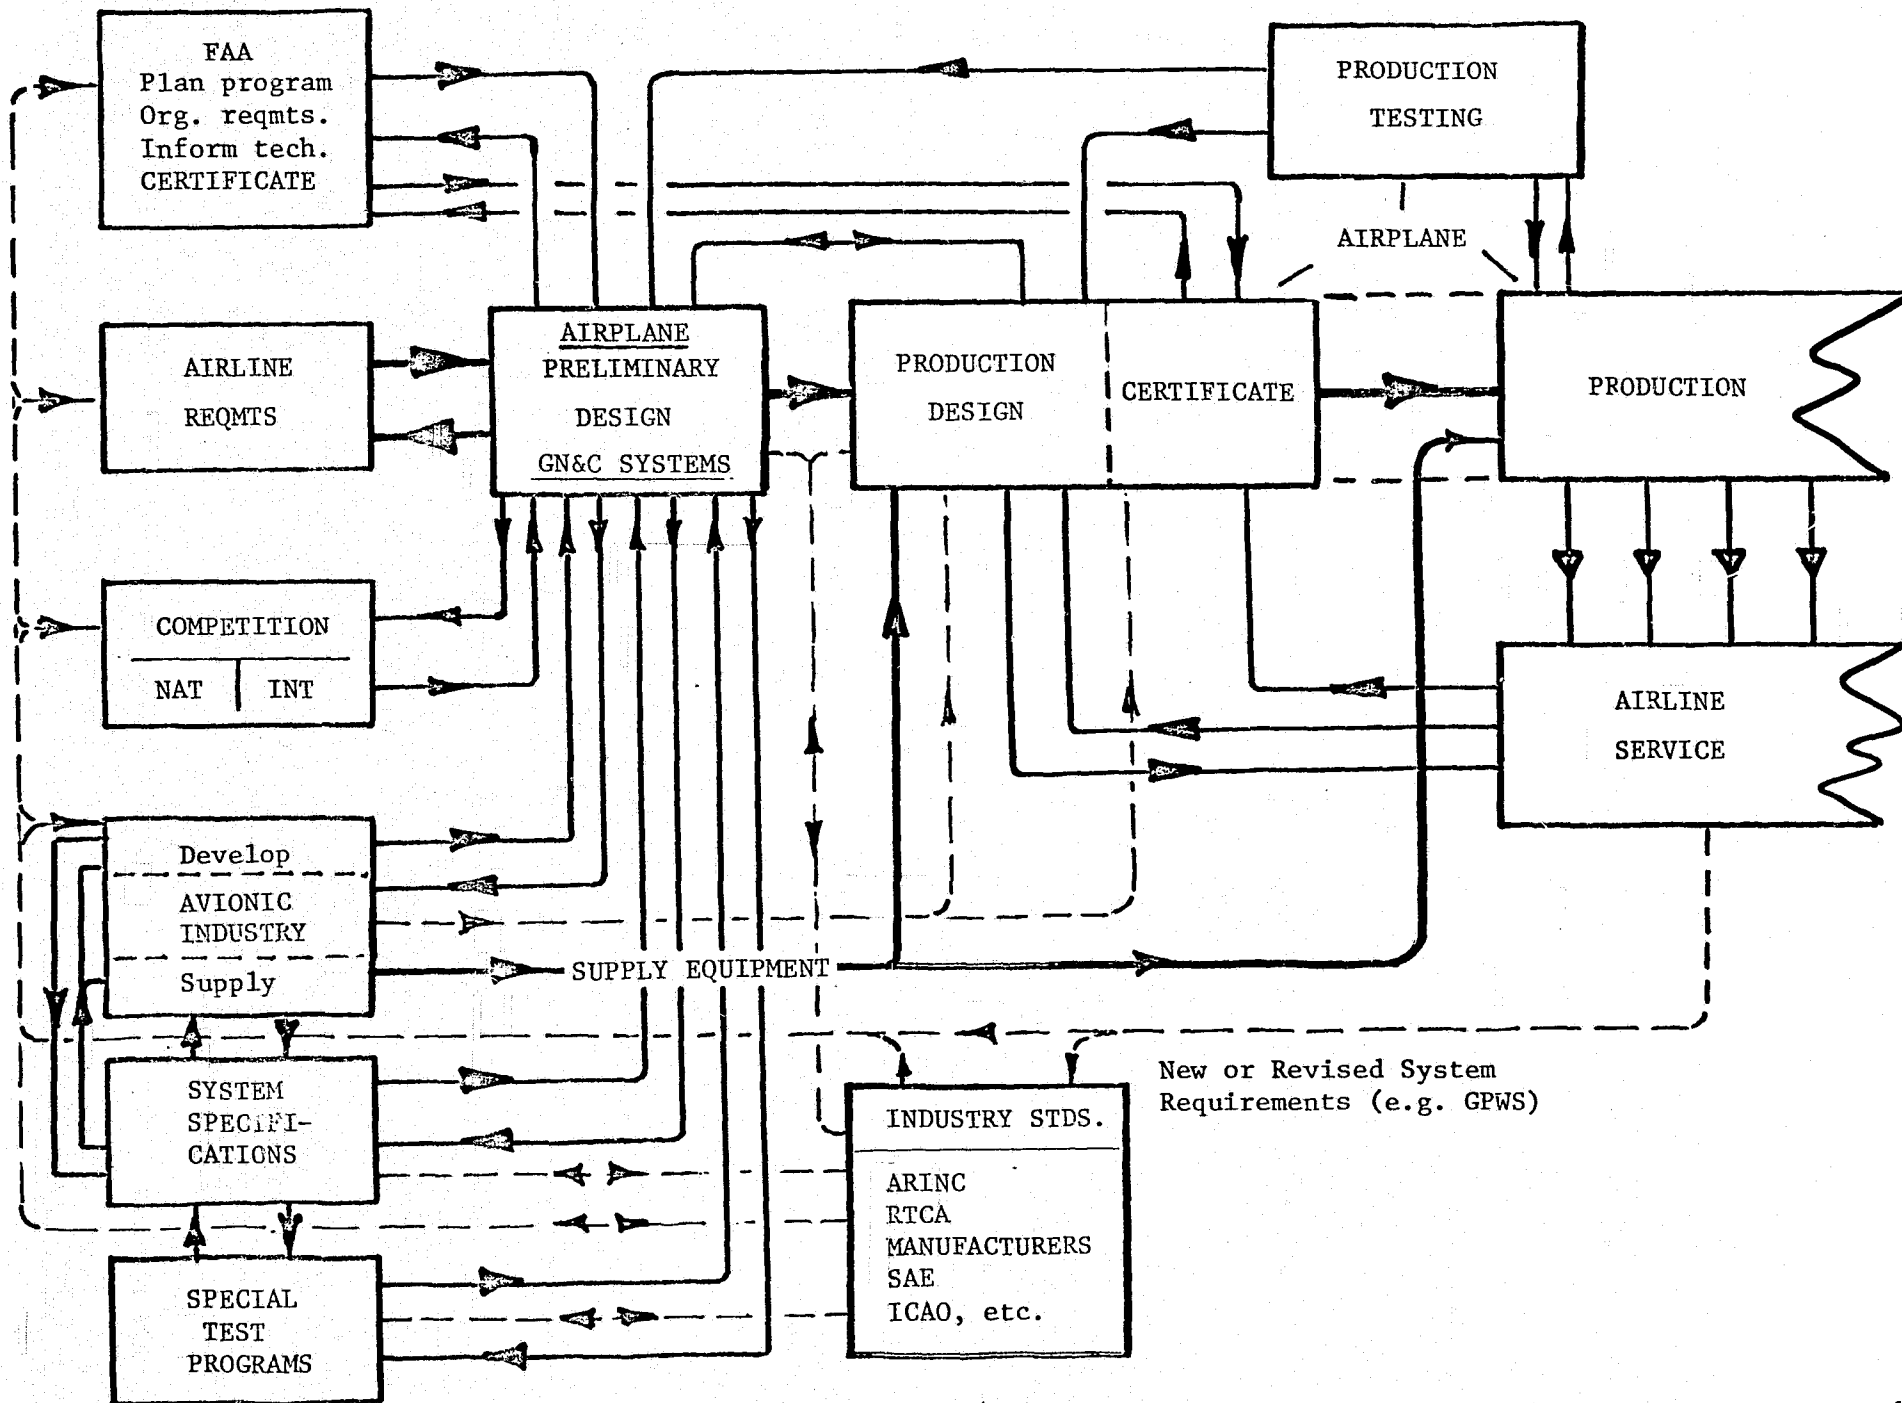 FAA
Plan program
Org. reqmts.
Inform tech.
CERTIFICATE
PRODUCTION
TESTING
AIRPLANE
AIRLINE
REQMTS
AIRPLANE
PRELIMINARY
DESIGN
GN&C SYSTEMS
PRODUCTION
DESIGN
CERTIFICATE
PRODUCTION
COMPETITION
NAT
INT
AIRLINE
SERVICE
Develop
AVIONIC
INDUSTRY
Supply
SUPPLY EQUIPMENT
SYSTEM
SPECIFI-
CATIONS
New or Revised System
Requirements (e.g. GPWS)
INDUSTRY STDS.
ARINC
RTCA
MANUFACTURERS
SAE
ICAO, etc.
SPECIAL
TEST
PROGRAMS